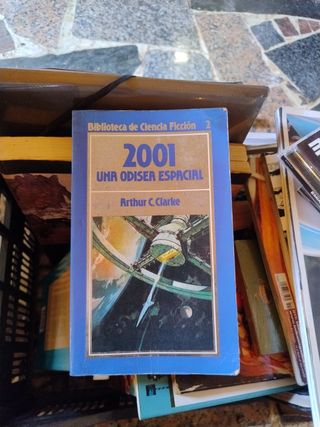 Biblioteca de Ciencia Ficción 2
2001
UNA ODISEA ESPACIAL
Arthur C. Clarke